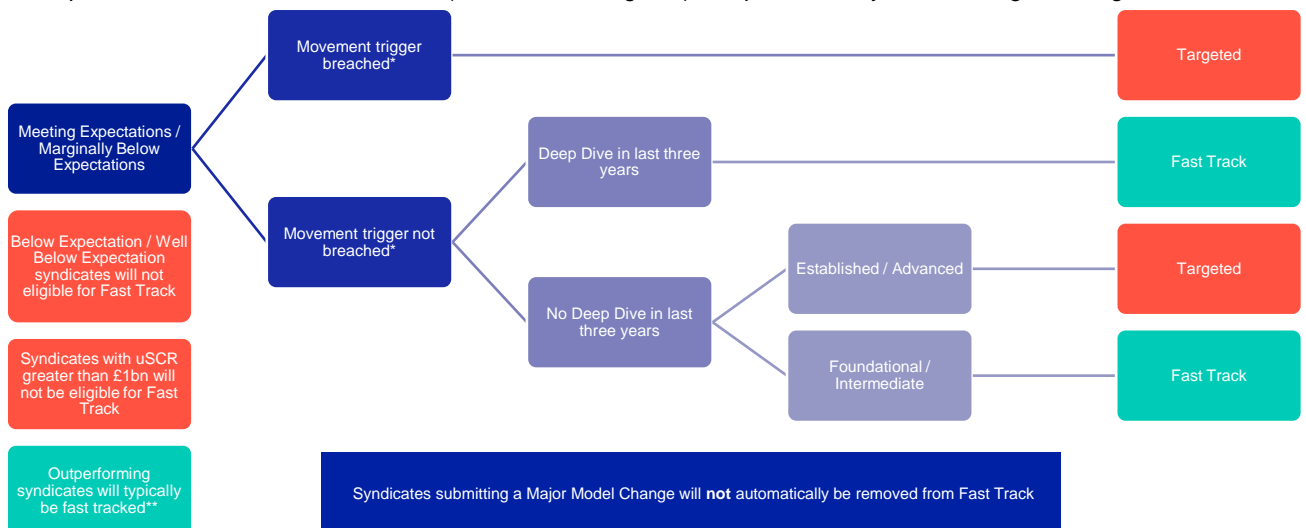 Movement trigger
breached*
Targeted
Meeting Expectations /
Marginally Below
Expectations
Deep Dive in last three
years
Fast Track
Movement trigger not
breached*
Below Expectation / Well
Below Expectation
syndicates will not
eligible for Fast Track
Established / Advanced
Targeted
No Deep Dive in last
three years
Syndicates with uSCR
greater than £1bn will
not be eligible for Fast
Track
Foundational /
Intermediate
Fast Track
Outperforming
syndicates will typically
be fast tracked**
Syndicates submitting a Major Model Change will not automatically be removed from Fast Track